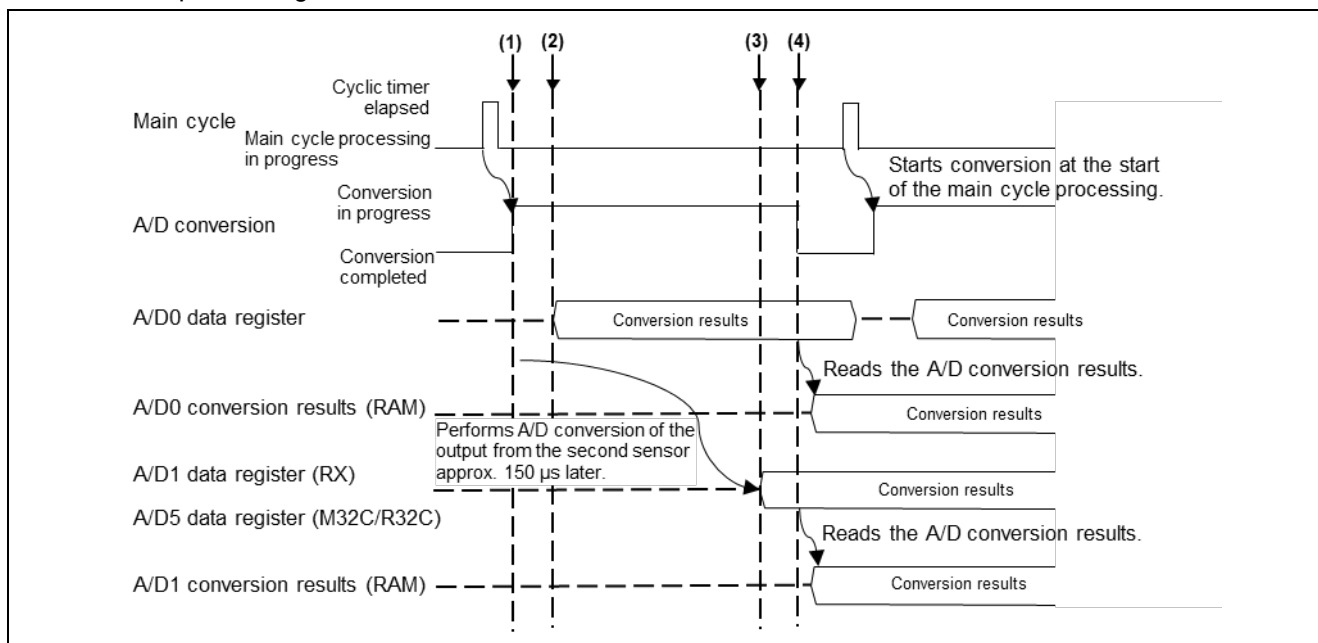 (1)
(2)
(3)
(4)
Cyclic timer
elapsed
Main cycle
Main cycle processing
in progress
Starts conversion at the start
of the main cycle processing.
Conversion
in progress
A/D conversion
Conversion
completed
A/D0 data register
Conversion results
Conversion results
Reads the A/D conversion results.
A/D0 conversion results (RAM)
Conversion results
Performs A/D conversion of the
output from the second sensor
approx. 150 µs later.
A/D1 data register (RX)
Conversion results
A/D5 data register (M32C/R32C)
Reads the A/D conversion results.
A/D1 conversion results (RAM)
Conversion results